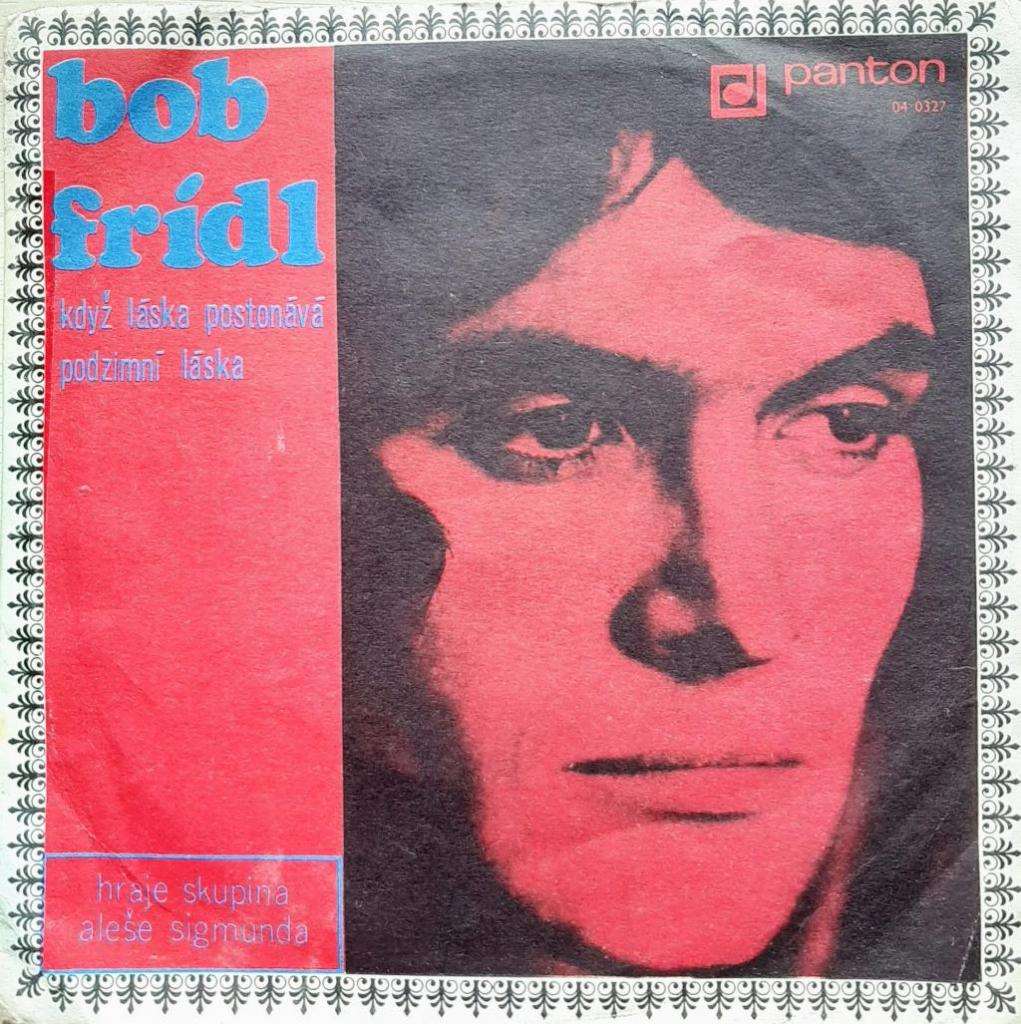 bob
frídl
když láska postonává
podzimní láska
panton
04 0327
hraje skupina
aleše sigmunda